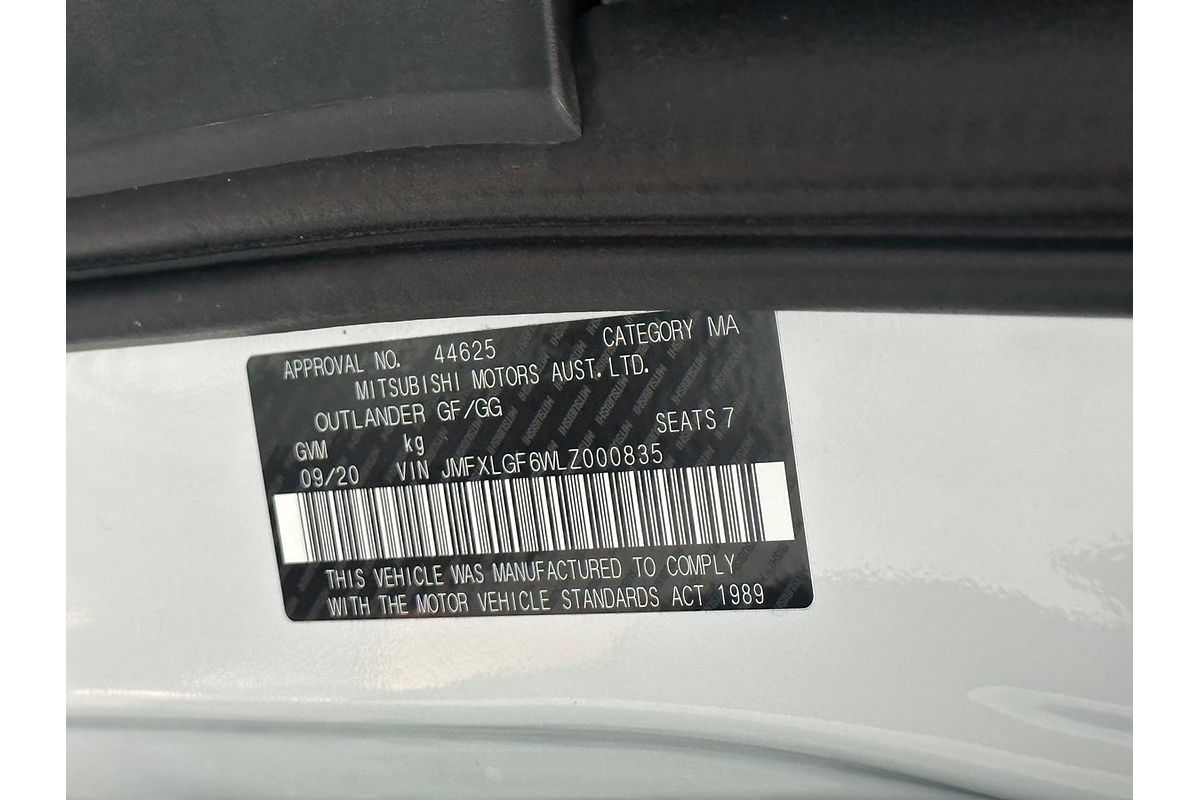 APPROVAL NO. 44625 CATEGORY MA
MITSUBISHI MOTORS AUST. LTD.
OUTLANDER GF/GG
GVM kg SEATS 7
09/20 VIN JMFXLGF6WLZ000835
THIS VEHICLE WAS MANUFACTURED TO COMPLY
WITH THE MOTOR VEHICLE STANDARDS ACT 1989